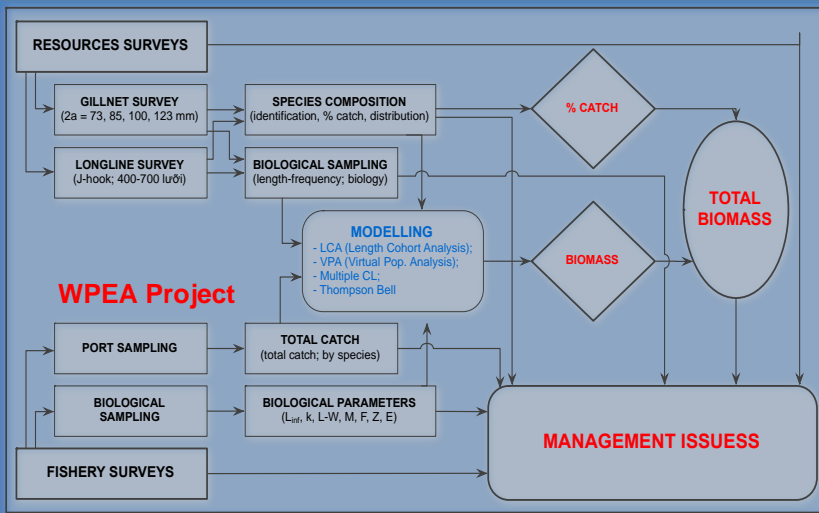 RESOURCES SURVEYS
GILLNET SURVEY
(2a = 73, 85, 100, 123 mm)
SPECIES COMPOSITION
(identification, % catch, distribution)
% CATCH
LONGLINE SURVEY
(J-hook; 400-700 lưỡi)
BIOLOGICAL SAMPLING
(length-frequency; biology)
TOTAL
BIOMASS
MODELLING
- LCA (Length Cohort Analysis);
- VPA (Virtual Pop. Analysis);
- Multiple CL;
- Thompson Bell
BIOMASS
WPEA Project
PORT SAMPLING
TOTAL CATCH
(total catch; by species)
BIOLOGICAL
SAMPLING
BIOLOGICAL PARAMETERS
(Linf, k, L-W, M, F, Z, E)
MANAGEMENT ISSUESS
FISHERY SURVEYS